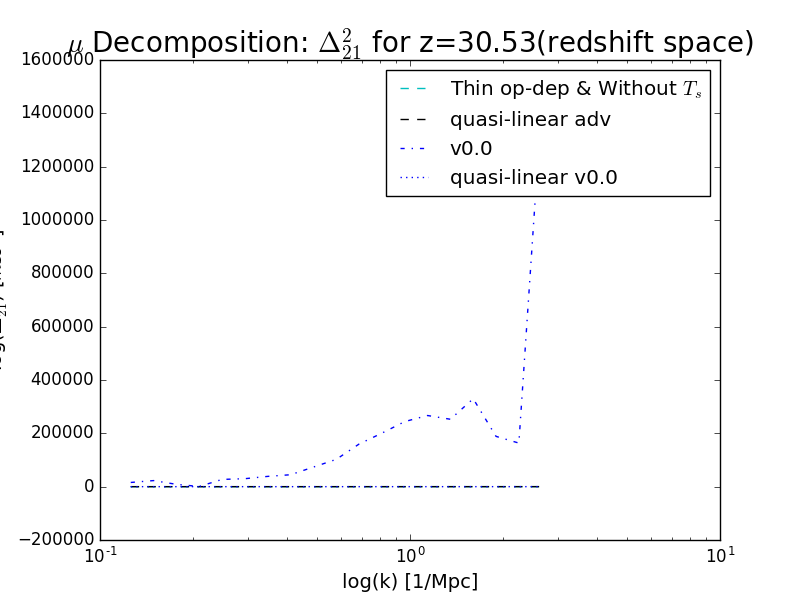 μ Decomposition: Δ²₂₁ for z=30.53(redshift space)
1600000
1400000
1200000
1000000
800000
600000
400000
200000
0
−200000
Thin op-dep & Without Tₛ
quasi-linear adv
v0.0
quasi-linear v0.0
10⁻¹
10⁰
10¹
log(k) [1/Mpc]